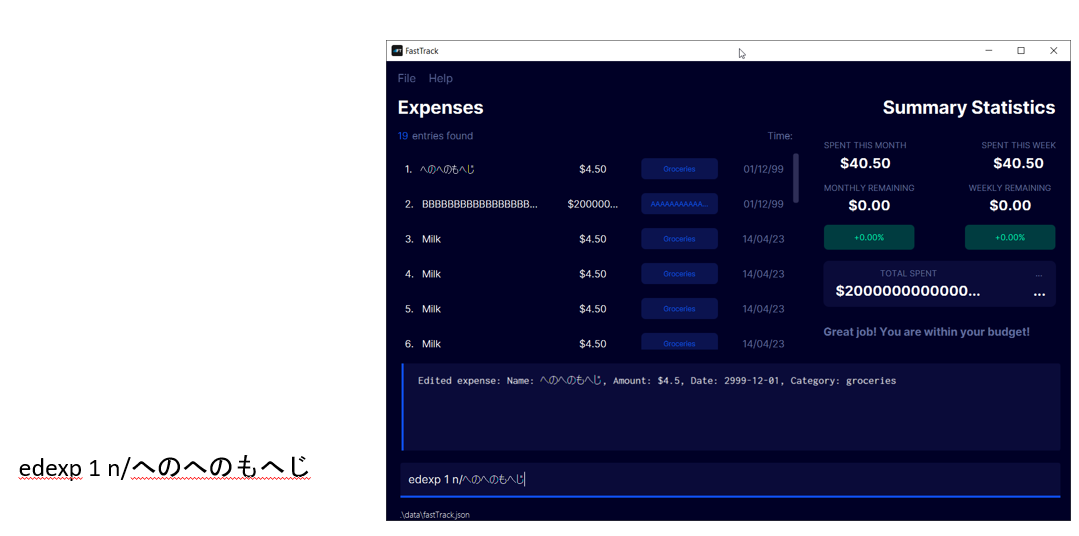 FastTrack
File Help
Expenses
Summary Statistics
19 entries found
Time:
1. へのへのもへじ $4.50 Groceries 01/12/99
2. BBBBBBBBBBBBBBBBB... $200000... AAAAAAAAAAA... 01/12/99
3. Milk $4.50 Groceries 14/04/23
4. Milk $4.50 Groceries 14/04/23
5. Milk $4.50 Groceries 14/04/23
6. Milk $4.50 Groceries 14/04/23
SPENT THIS MONTH SPENT THIS WEEK
$40.50 $40.50
MONTHLY REMAINING WEEKLY REMAINING
$0.00 $0.00
+0.00% +0.00%
TOTAL SPENT ...
$2000000000000... ...
Great job! You are within your budget!
Edited expense: Name: へのへのもへじ, Amount: $4.5, Date: 2999-12-01, Category: groceries
edexp 1 n/へのへのもへじ
edexp 1 n/へのへのもへじ
.\data\fastTrack.json